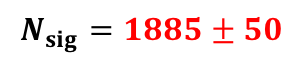 N_sig = 1885 ± 50